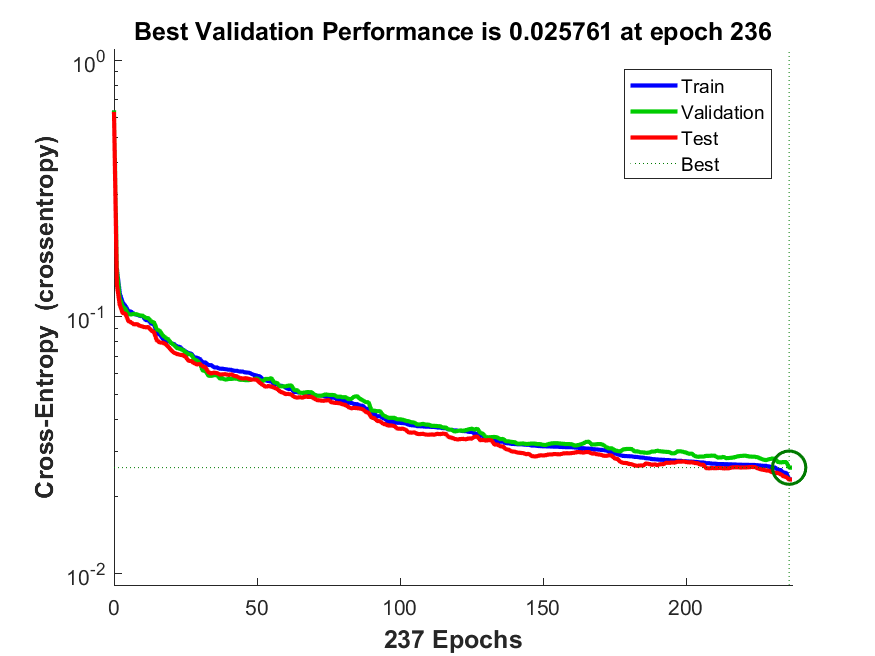 Best Validation Performance is 0.025761 at epoch 236
10^0
10^-1
10^-2
Cross-Entropy (crossentropy)
Train
Validation
Test
Best
0 50 100 150 200
237 Epochs